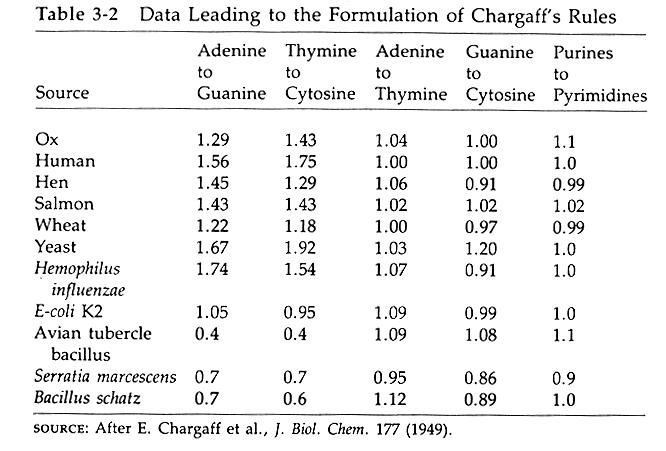 Table 3-2 Data Leading to the Formulation of Chargaff's Rules
Adenine Thymine Adenine Guanine Purines
to to to to to
Source Guanine Cytosine Thymine Cytosine Pyrimidines
Ox 1.29 1.43 1.04 1.00 1.1
Human 1.56 1.75 1.00 1.00 1.0
Hen 1.45 1.29 1.06 0.91 0.99
Salmon 1.43 1.43 1.02 1.02 1.02
Wheat 1.22 1.18 1.00 0.97 0.99
Yeast 1.67 1.92 1.03 1.20 1.0
Hemophilus 1.74 1.54 1.07 0.91 1.0
influenzae
E-coli K2 1.05 0.95 1.09 0.99 1.0
Avian tubercle 0.4 0.4 1.09 1.08 1.1
bacillus
Serratia marcescens 0.7 0.7 0.95 0.86 0.9
Bacillus schatz 0.7 0.6 1.12 0.89 1.0
SOURCE: After E. Chargaff et al., J. Biol. Chem. 177 (1949).